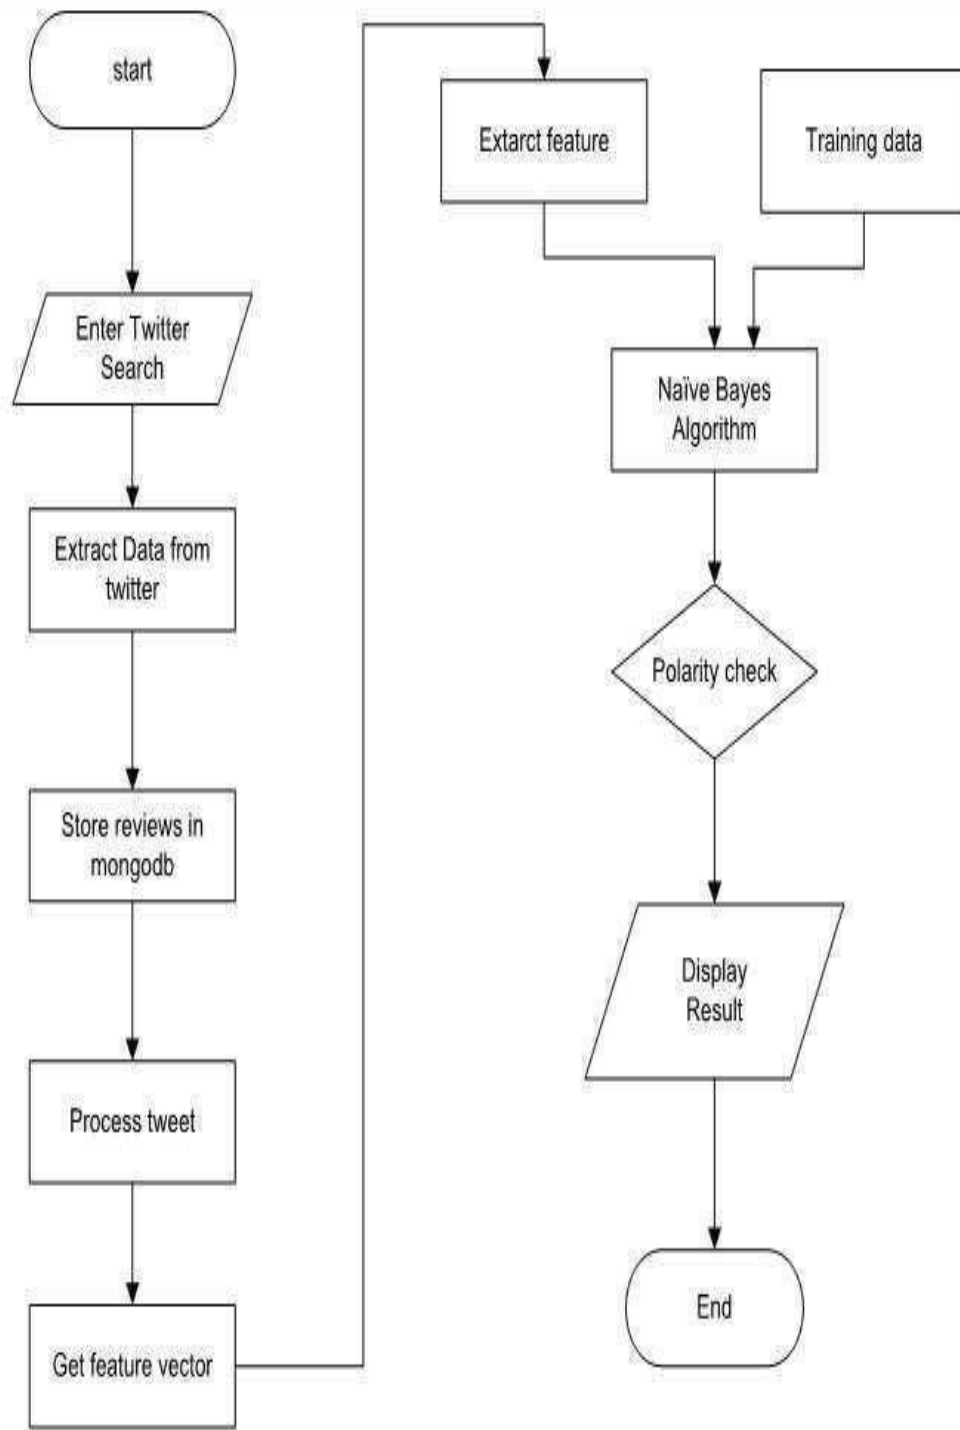 start
Enter Twitter
Search
Extract Data from
twitter
Store reviews in
mongodb
Process tweet
Get feature vector
Extarct feature
Training data
Naïve Bayes
Algorithm
Polarity check
Display
Result
End